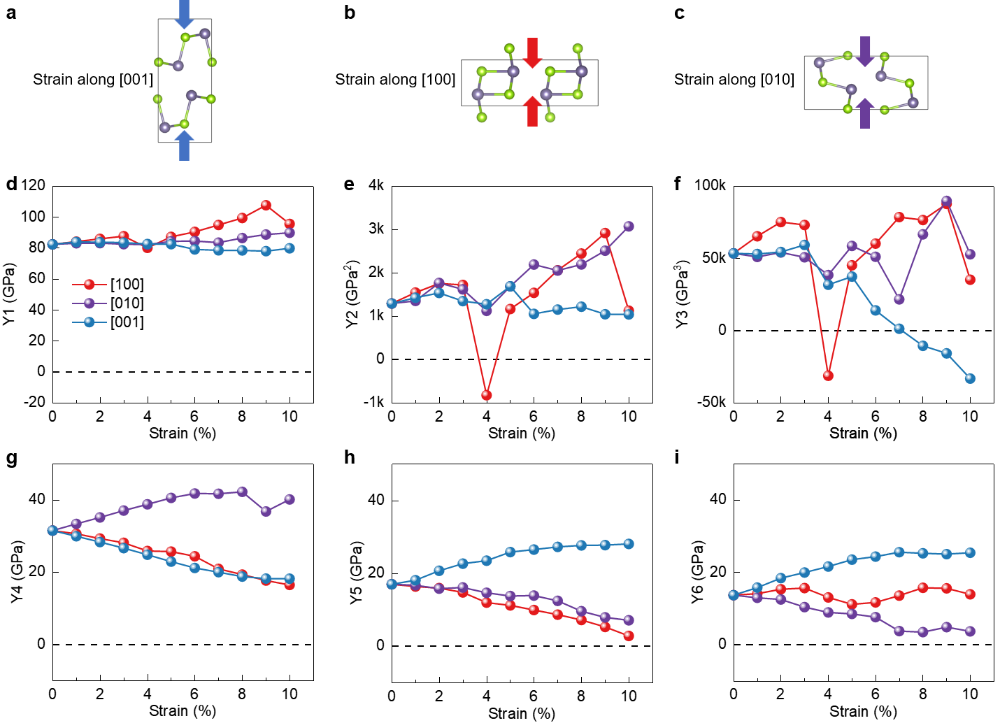 a
b
c
Strain along [001]
Strain along [100]
Strain along [010]
d
120
100
80
60
40
20
0
-20
Y1 (GPa)
[100]
[010]
[001]
0 2 4 6 8 10
Strain (%)
e
4k
3k
2k
1k
0
-1k
Y2 (GPa²)
0 2 4 6 8 10
Strain (%)
f
100k
50k
0
-50k
Y3 (GPa³)
0 2 4 6 8 10
Strain (%)
g
40
20
0
Y4 (GPa)
0 2 4 6 8 10
Strain (%)
h
40
20
0
Y5 (GPa)
0 2 4 6 8 10
Strain (%)
i
40
20
0
Y6 (GPa)
0 2 4 6 8 10
Strain (%)